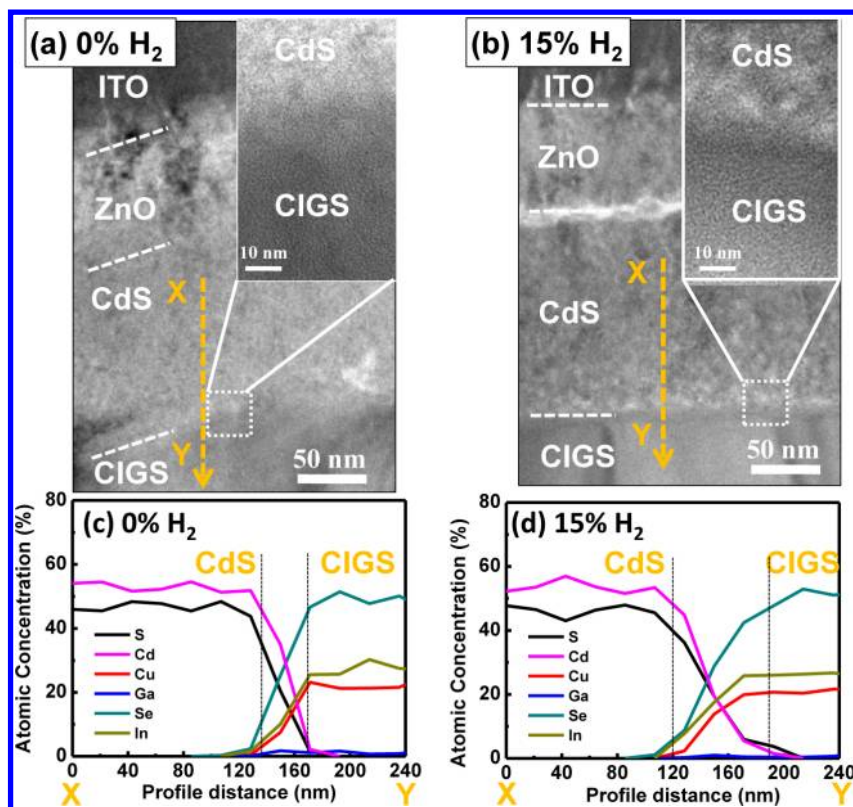 (a) 0% H₂
ITO
ZnO
CdS
CIGS
CdS
CIGS
10 nm
X
Y
50 nm
(b) 15% H₂
ITO
ZnO
CdS
CIGS
CdS
CIGS
10 nm
X
Y
50 nm
(c) 0% H₂
CdS
CIGS
Atomic Concentration (%)
80
60
40
20
0
S
Cd
Cu
Ga
Se
In
0 40 80 120 160 200 240
X Profile distance (nm) Y
(d) 15% H₂
CdS
CIGS
Atomic Concentration (%)
80
60
40
20
0
S
Cd
Cu
Ga
Se
In
0 40 80 120 160 200 240
X Profile distance (nm) Y